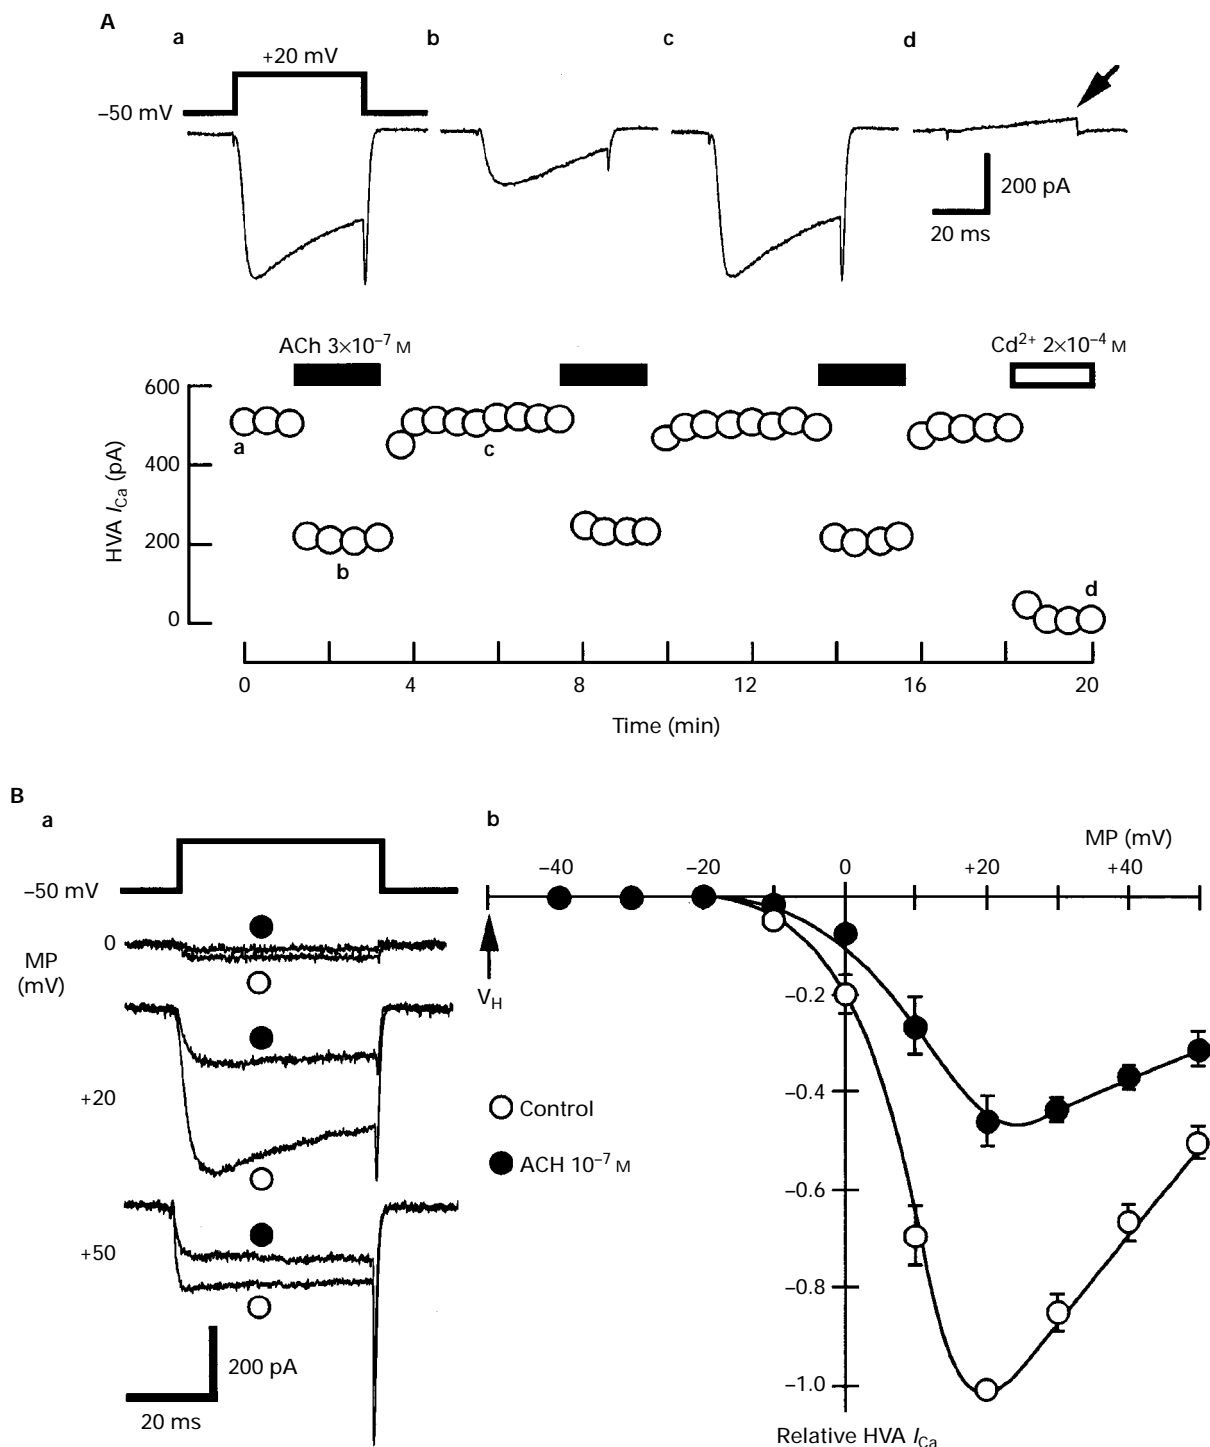 A
a
b
c
d
+20 mV
−50 mV
200 pA
20 ms
ACh 3×10⁻⁷ M
Cd²⁺ 2×10⁻⁴ M
HVA I_Ca (pA)
600
400
200
0
a
b
c
d
0
4
8
12
16
20
Time (min)
B
a
b
−50 mV
MP (mV)
−40
−20
0
+20
+40
0
MP
(mV)
+20
+50
V_H
Control
ACH 10⁻⁷ M
−0.2
−0.4
−0.6
−0.8
−1.0
200 pA
20 ms
Relative HVA I_Ca